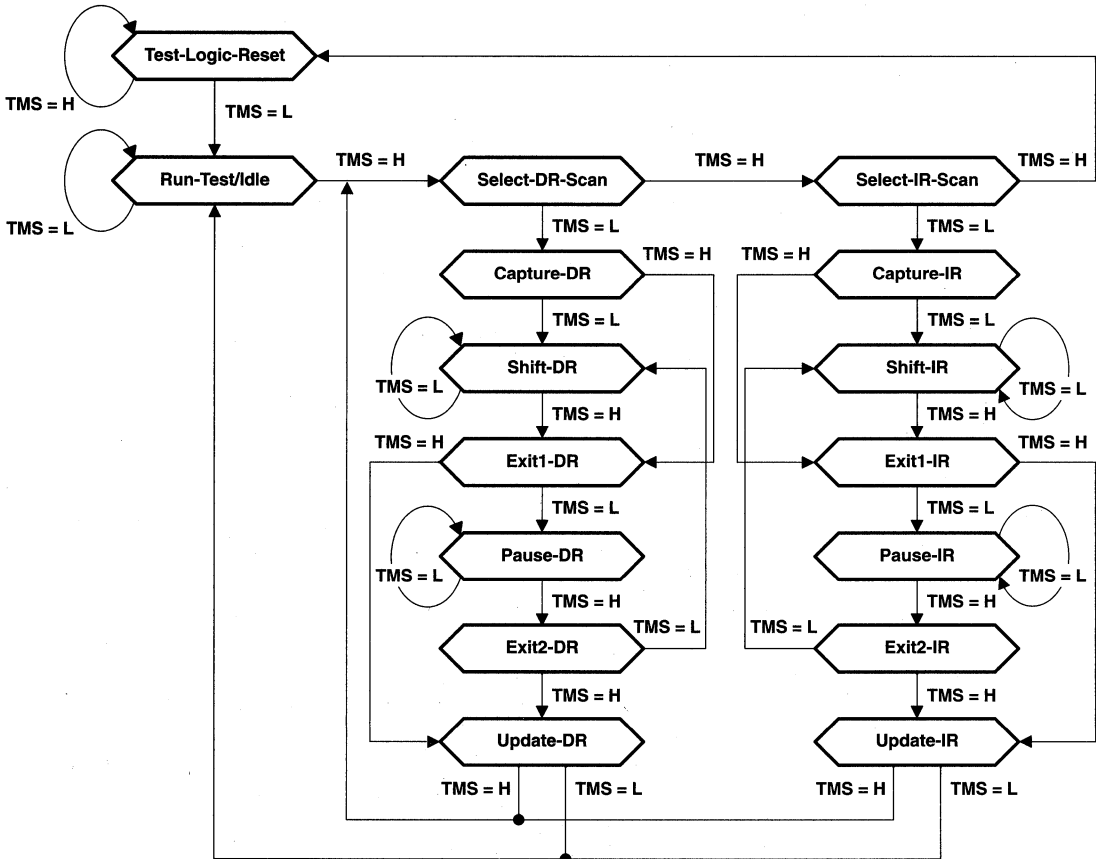 Test-Logic-Reset
TMS = H
TMS = L
Run-Test/Idle
TMS = L
TMS = H
Select-DR-Scan
TMS = H
Select-IR-Scan
TMS = H
TMS = L
TMS = L
Capture-DR
TMS = H
TMS = H
Capture-IR
TMS = L
TMS = L
Shift-DR
TMS = L
Shift-IR
TMS = L
TMS = H
TMS = H
TMS = H
Exit1-DR
Exit1-IR
TMS = H
TMS = L
TMS = L
Pause-DR
TMS = L
Pause-IR
TMS = L
TMS = H
TMS = H
Exit2-DR
TMS = L
TMS = L
Exit2-IR
TMS = H
TMS = H
Update-DR
Update-IR
TMS = H
TMS = L
TMS = H
TMS = L